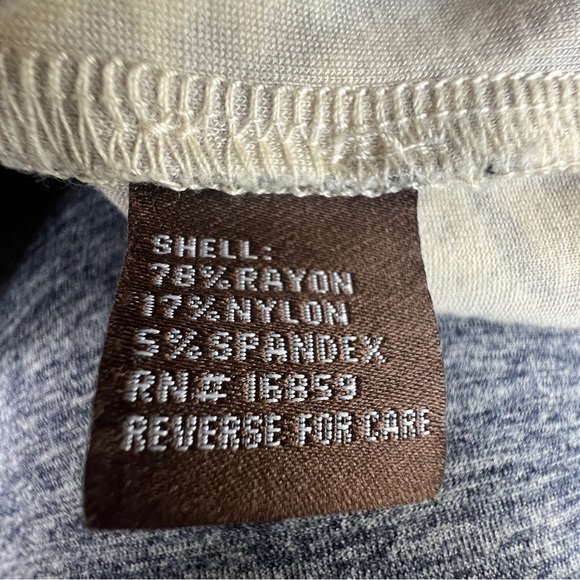 SHELL:
78% RAYON
17% NYLON
5% SPANDEX
RN# 16859
REVERSE FOR CARE